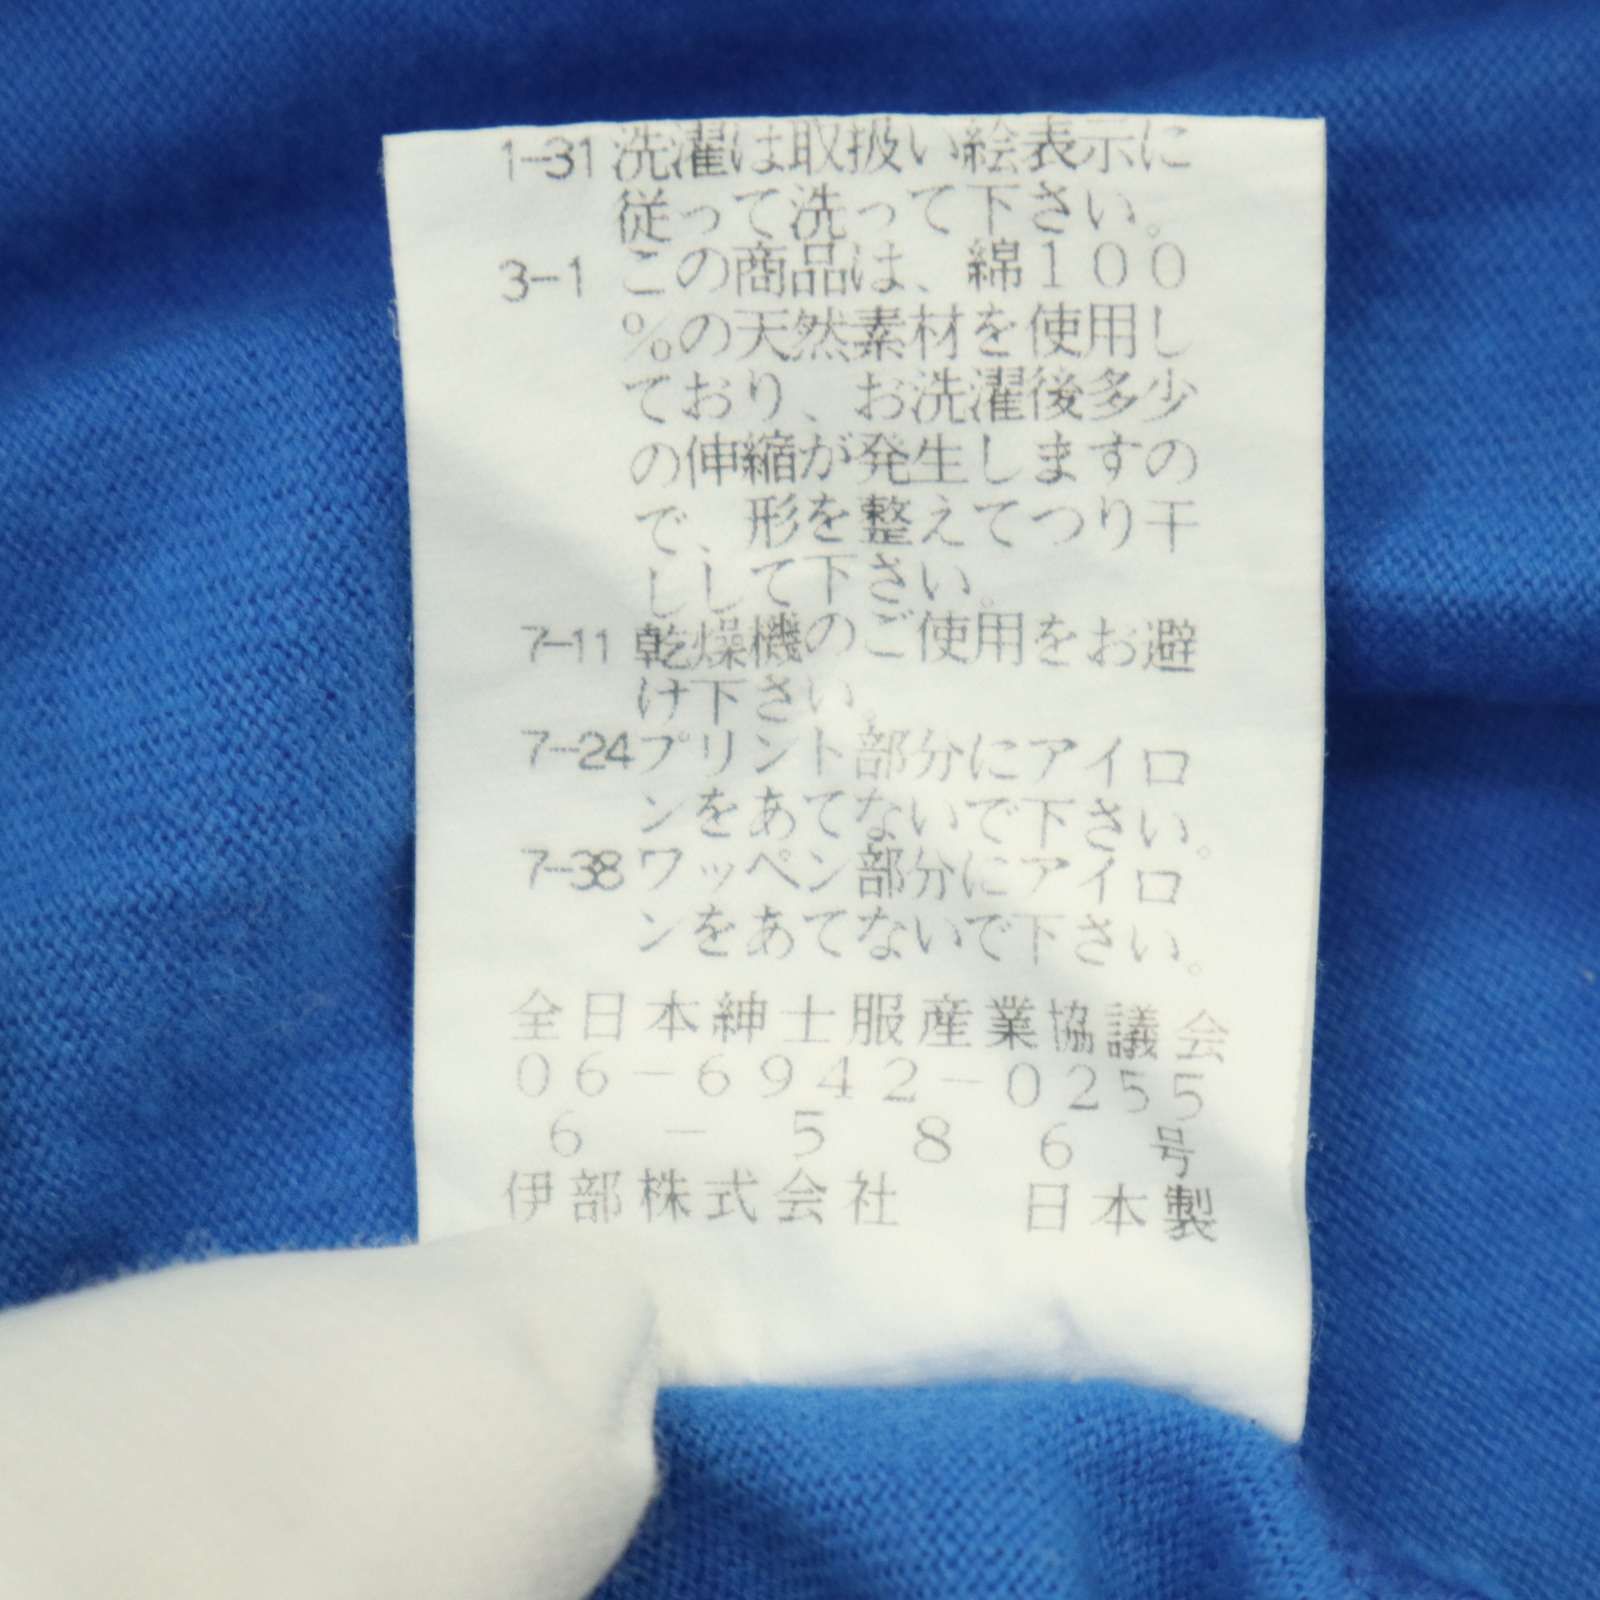 1-31 洗濯は取扱い絵表示に
従って洗って下さい。
3-1 この商品は、綿100
%の天然素材を使用し
ており、お洗濯後多少
の伸縮が発生しますの
で、形を整えてつり干
しして下さい。
7-11 乾燥機のご使用をお避
け下さい。
7-24 プリント部分にアイロ
ンをあてないで下さい。
7-38 ワッペン部分にアイロ
ンをあてないで下さい。
全日本紳士服産業協議会
06-6942-0255
6-586号
伊部株式会社 日本製